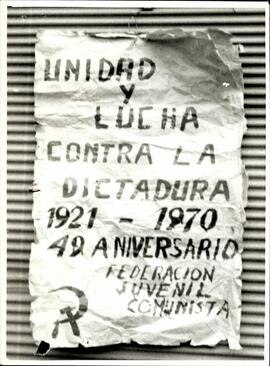 UNIDAD
Y
LUCHA
CONTRA LA
DICTADURA
1921 - 1970
49 ANIVERSARIO
FEDERACION
JUVENIL
COMUNISTA